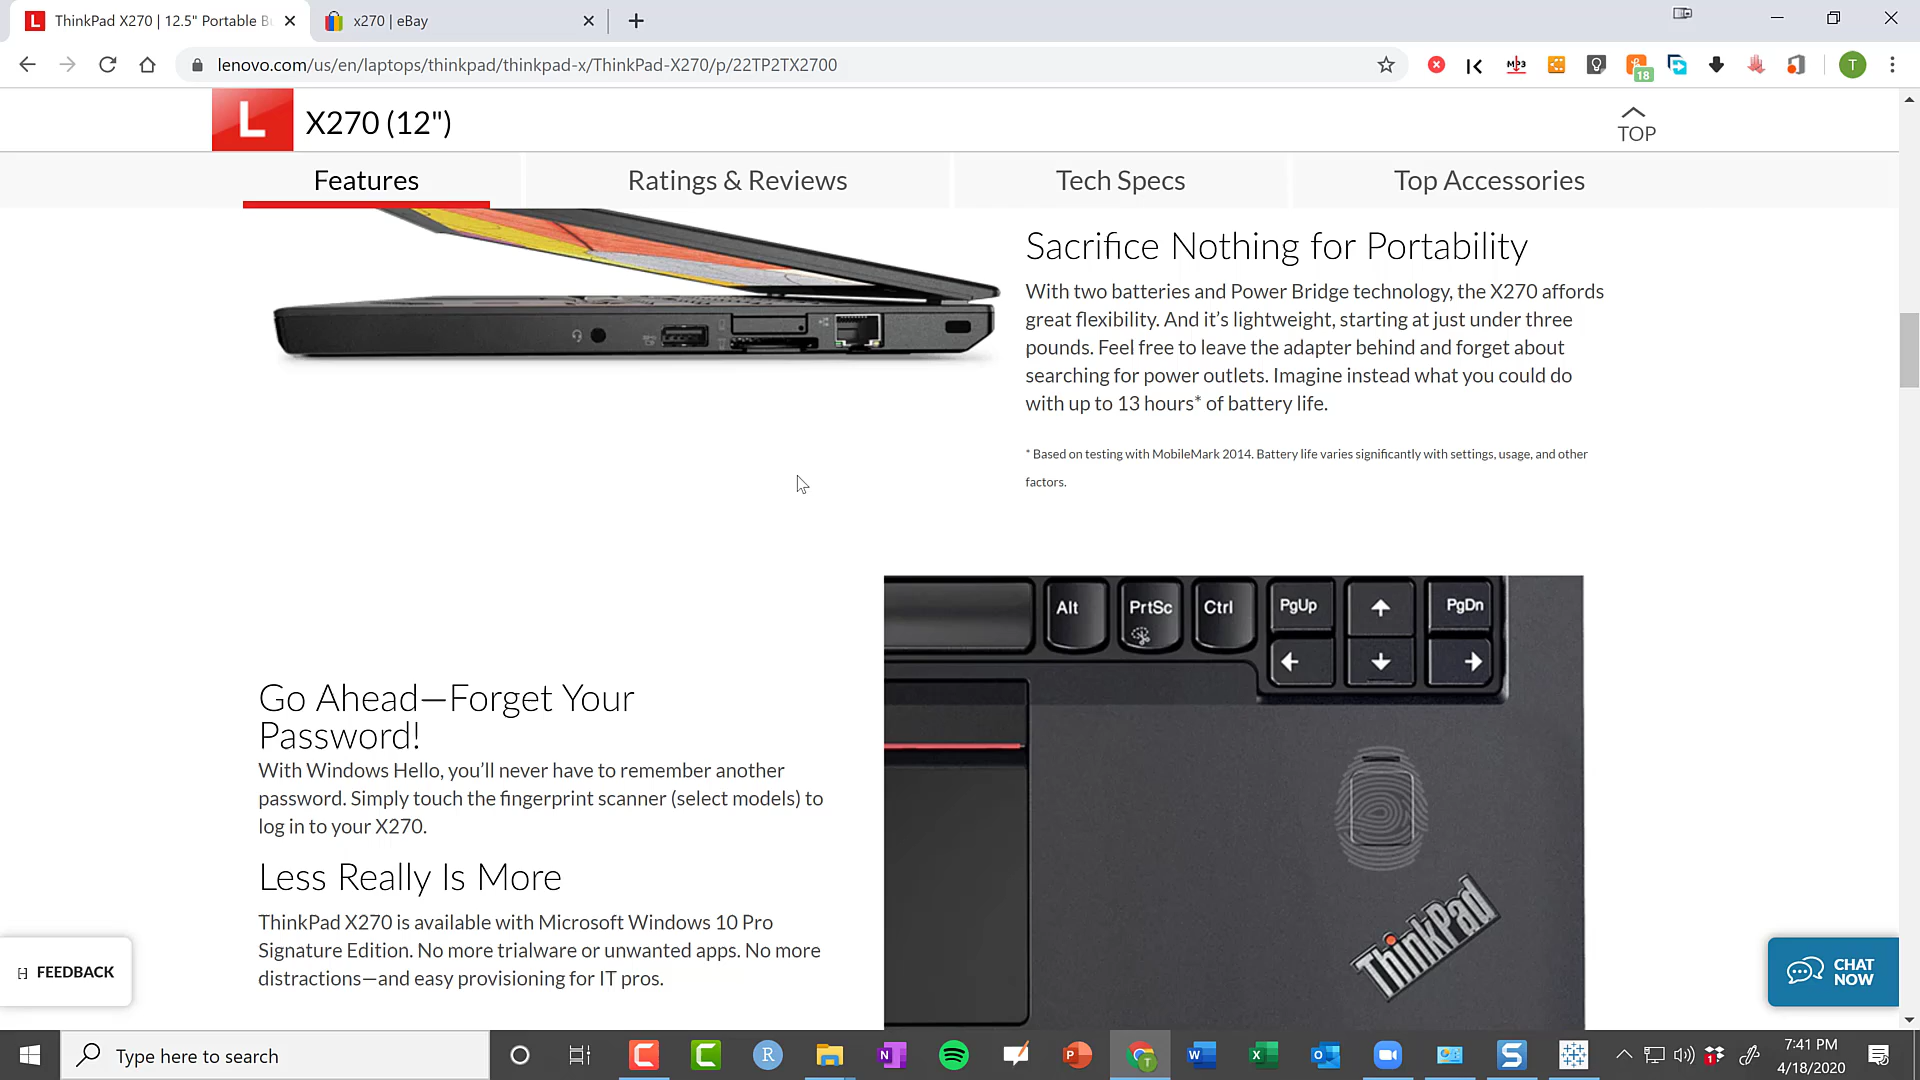 ThinkPad X270 | 12.5" Portable B
x270 | eBay
lenovo.com/us/en/laptops/thinkpad/thinkpad-x/ThinkPad-X270/p/22TP2TX2700
MP3
18
T
L
X270 (12")
TOP
Features
Ratings & Reviews
Tech Specs
Top Accessories
Sacrifice Nothing for Portability
With two batteries and Power Bridge technology, the X270 affords
great flexibility. And it’s lightweight, starting at just under three
pounds. Feel free to leave the adapter behind and forget about
searching for power outlets. Imagine instead what you could do
with up to 13 hours* of battery life.
* Based on testing with MobileMark 2014. Battery life varies significantly with settings, usage, and other
factors.
Alt
PrtSc
Ctrl
PgUp
PgDn
Go Ahead—Forget Your
Password!
With Windows Hello, you’ll never have to remember another
password. Simply touch the fingerprint scanner (select models) to
log in to your X270.
Less Really Is More
ThinkPad X270 is available with Microsoft Windows 10 Pro
Signature Edition. No more trialware or unwanted apps. No more
distractions—and easy provisioning for IT pros.
ThinkPad
FEEDBACK
CHAT
NOW
Type here to search
7:41 PM
4/18/2020